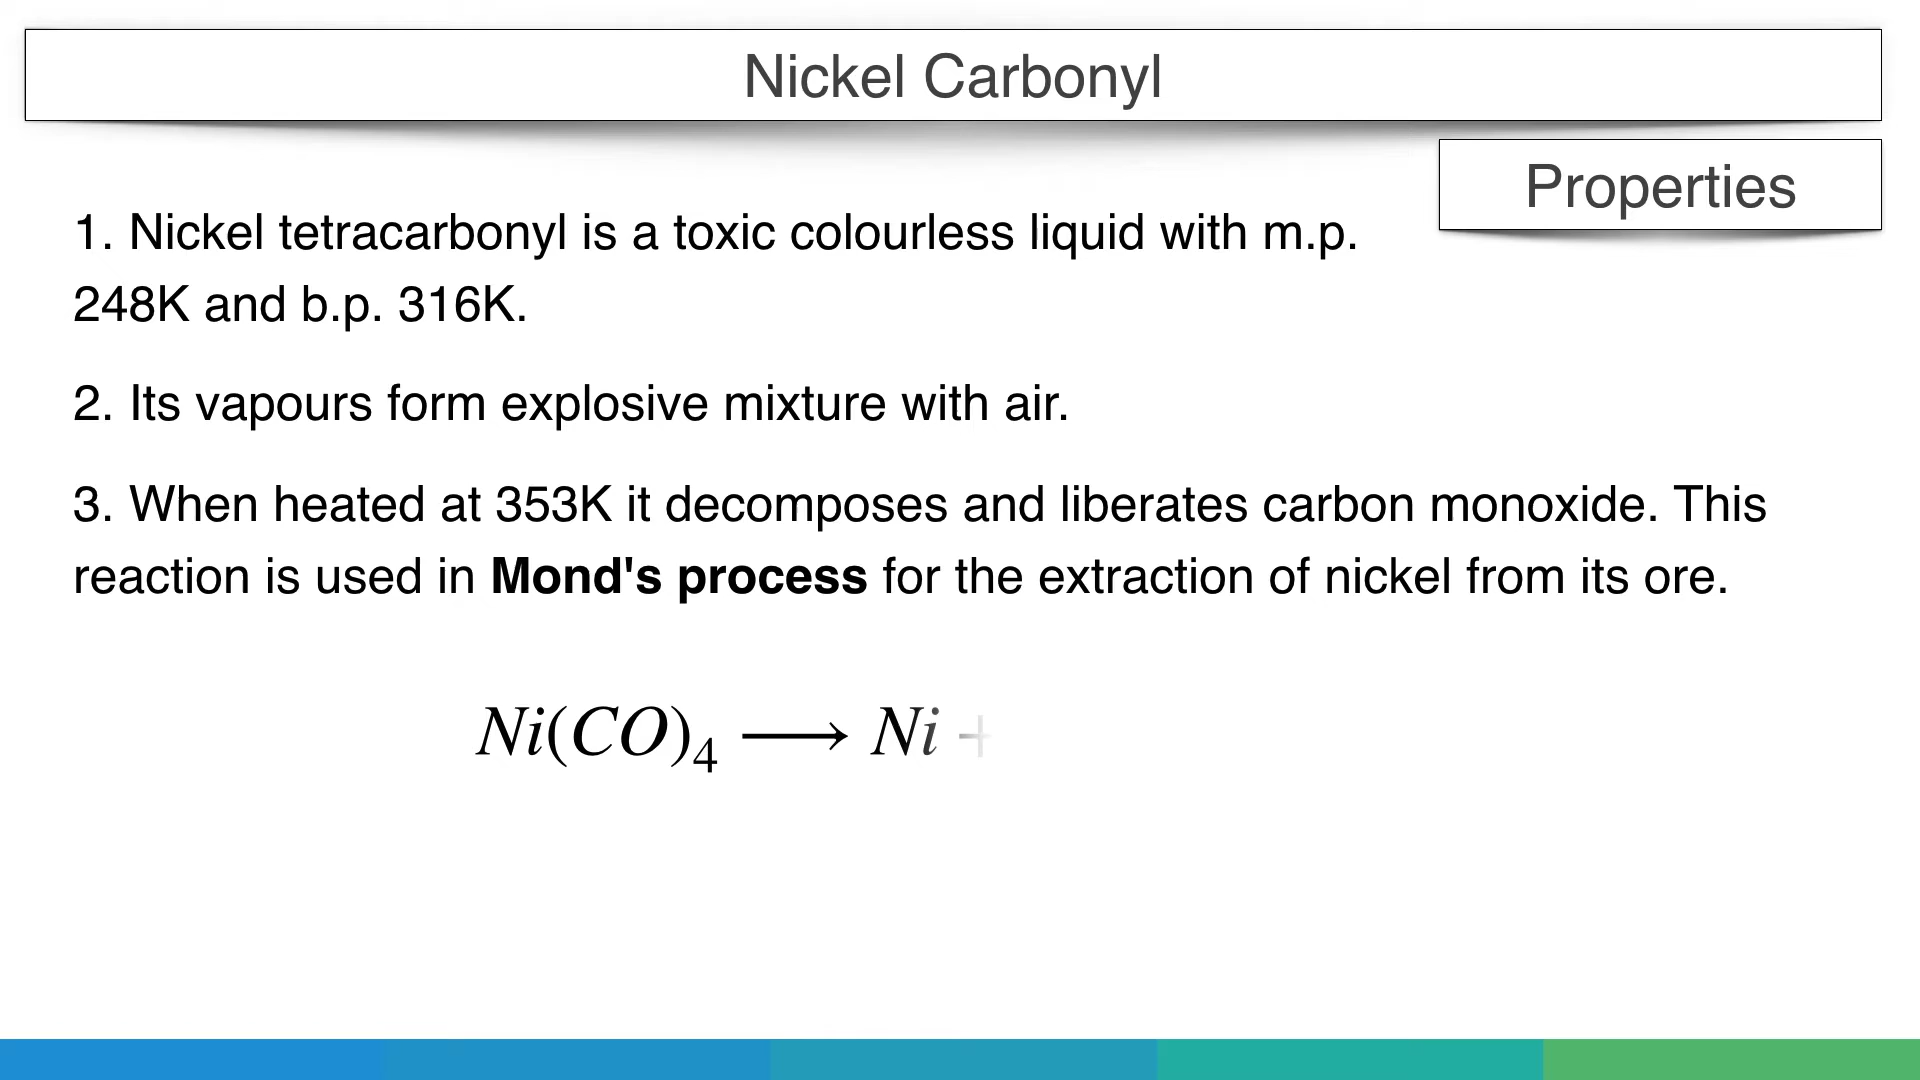 Nickel Carbonyl
Properties
1. Nickel tetracarbonyl is a toxic colourless liquid with m.p.
248K and b.p. 316K.
2. Its vapours form explosive mixture with air.
3. When heated at 353K it decomposes and liberates carbon monoxide. This
reaction is used in Mond's process for the extraction of nickel from its ore.
Ni(CO)₄ ⟶ Ni +